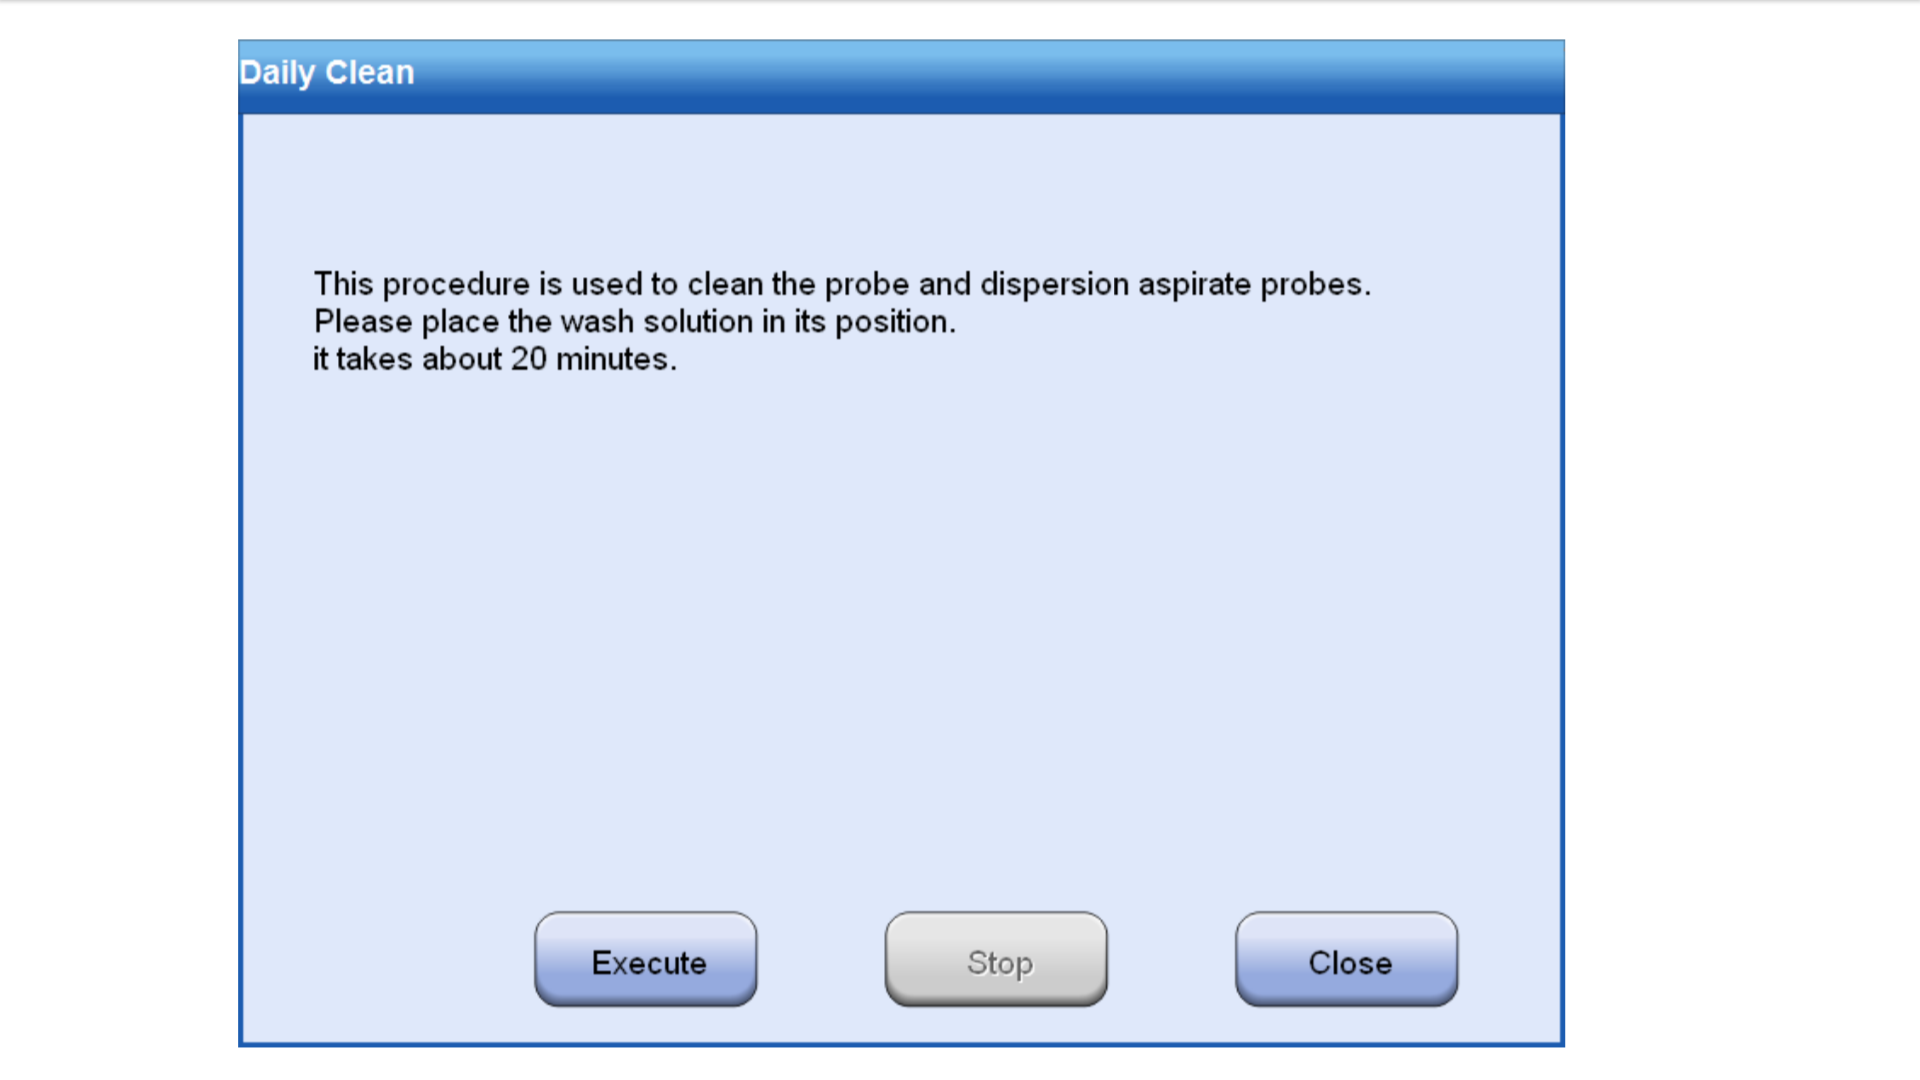 Daily Clean
This procedure is used to clean the probe and dispersion aspirate probes.
Please place the wash solution in its position.
it takes about 20 minutes.
Execute
Stop
Close